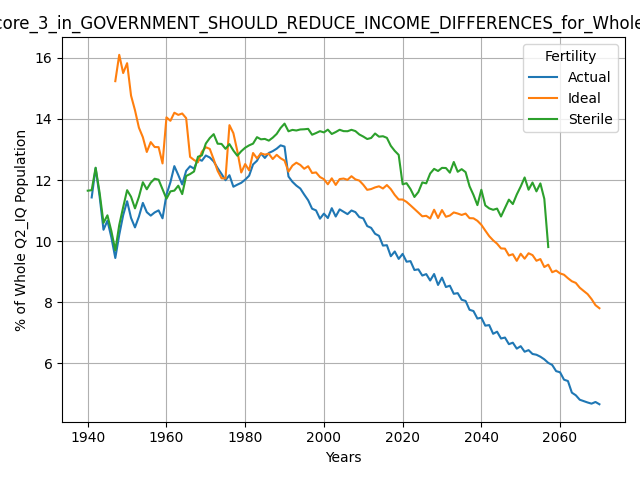 core_3_in_GOVERNMENT_SHOULD_REDUCE_INCOME_DIFFERENCES_for_Whole
Fertility
Actual
Ideal
Sterile
% of Whole Q2_IQ Population
16
14
12
10
8
6
1940 1960 1980 2000 2020 2040 2060
Years